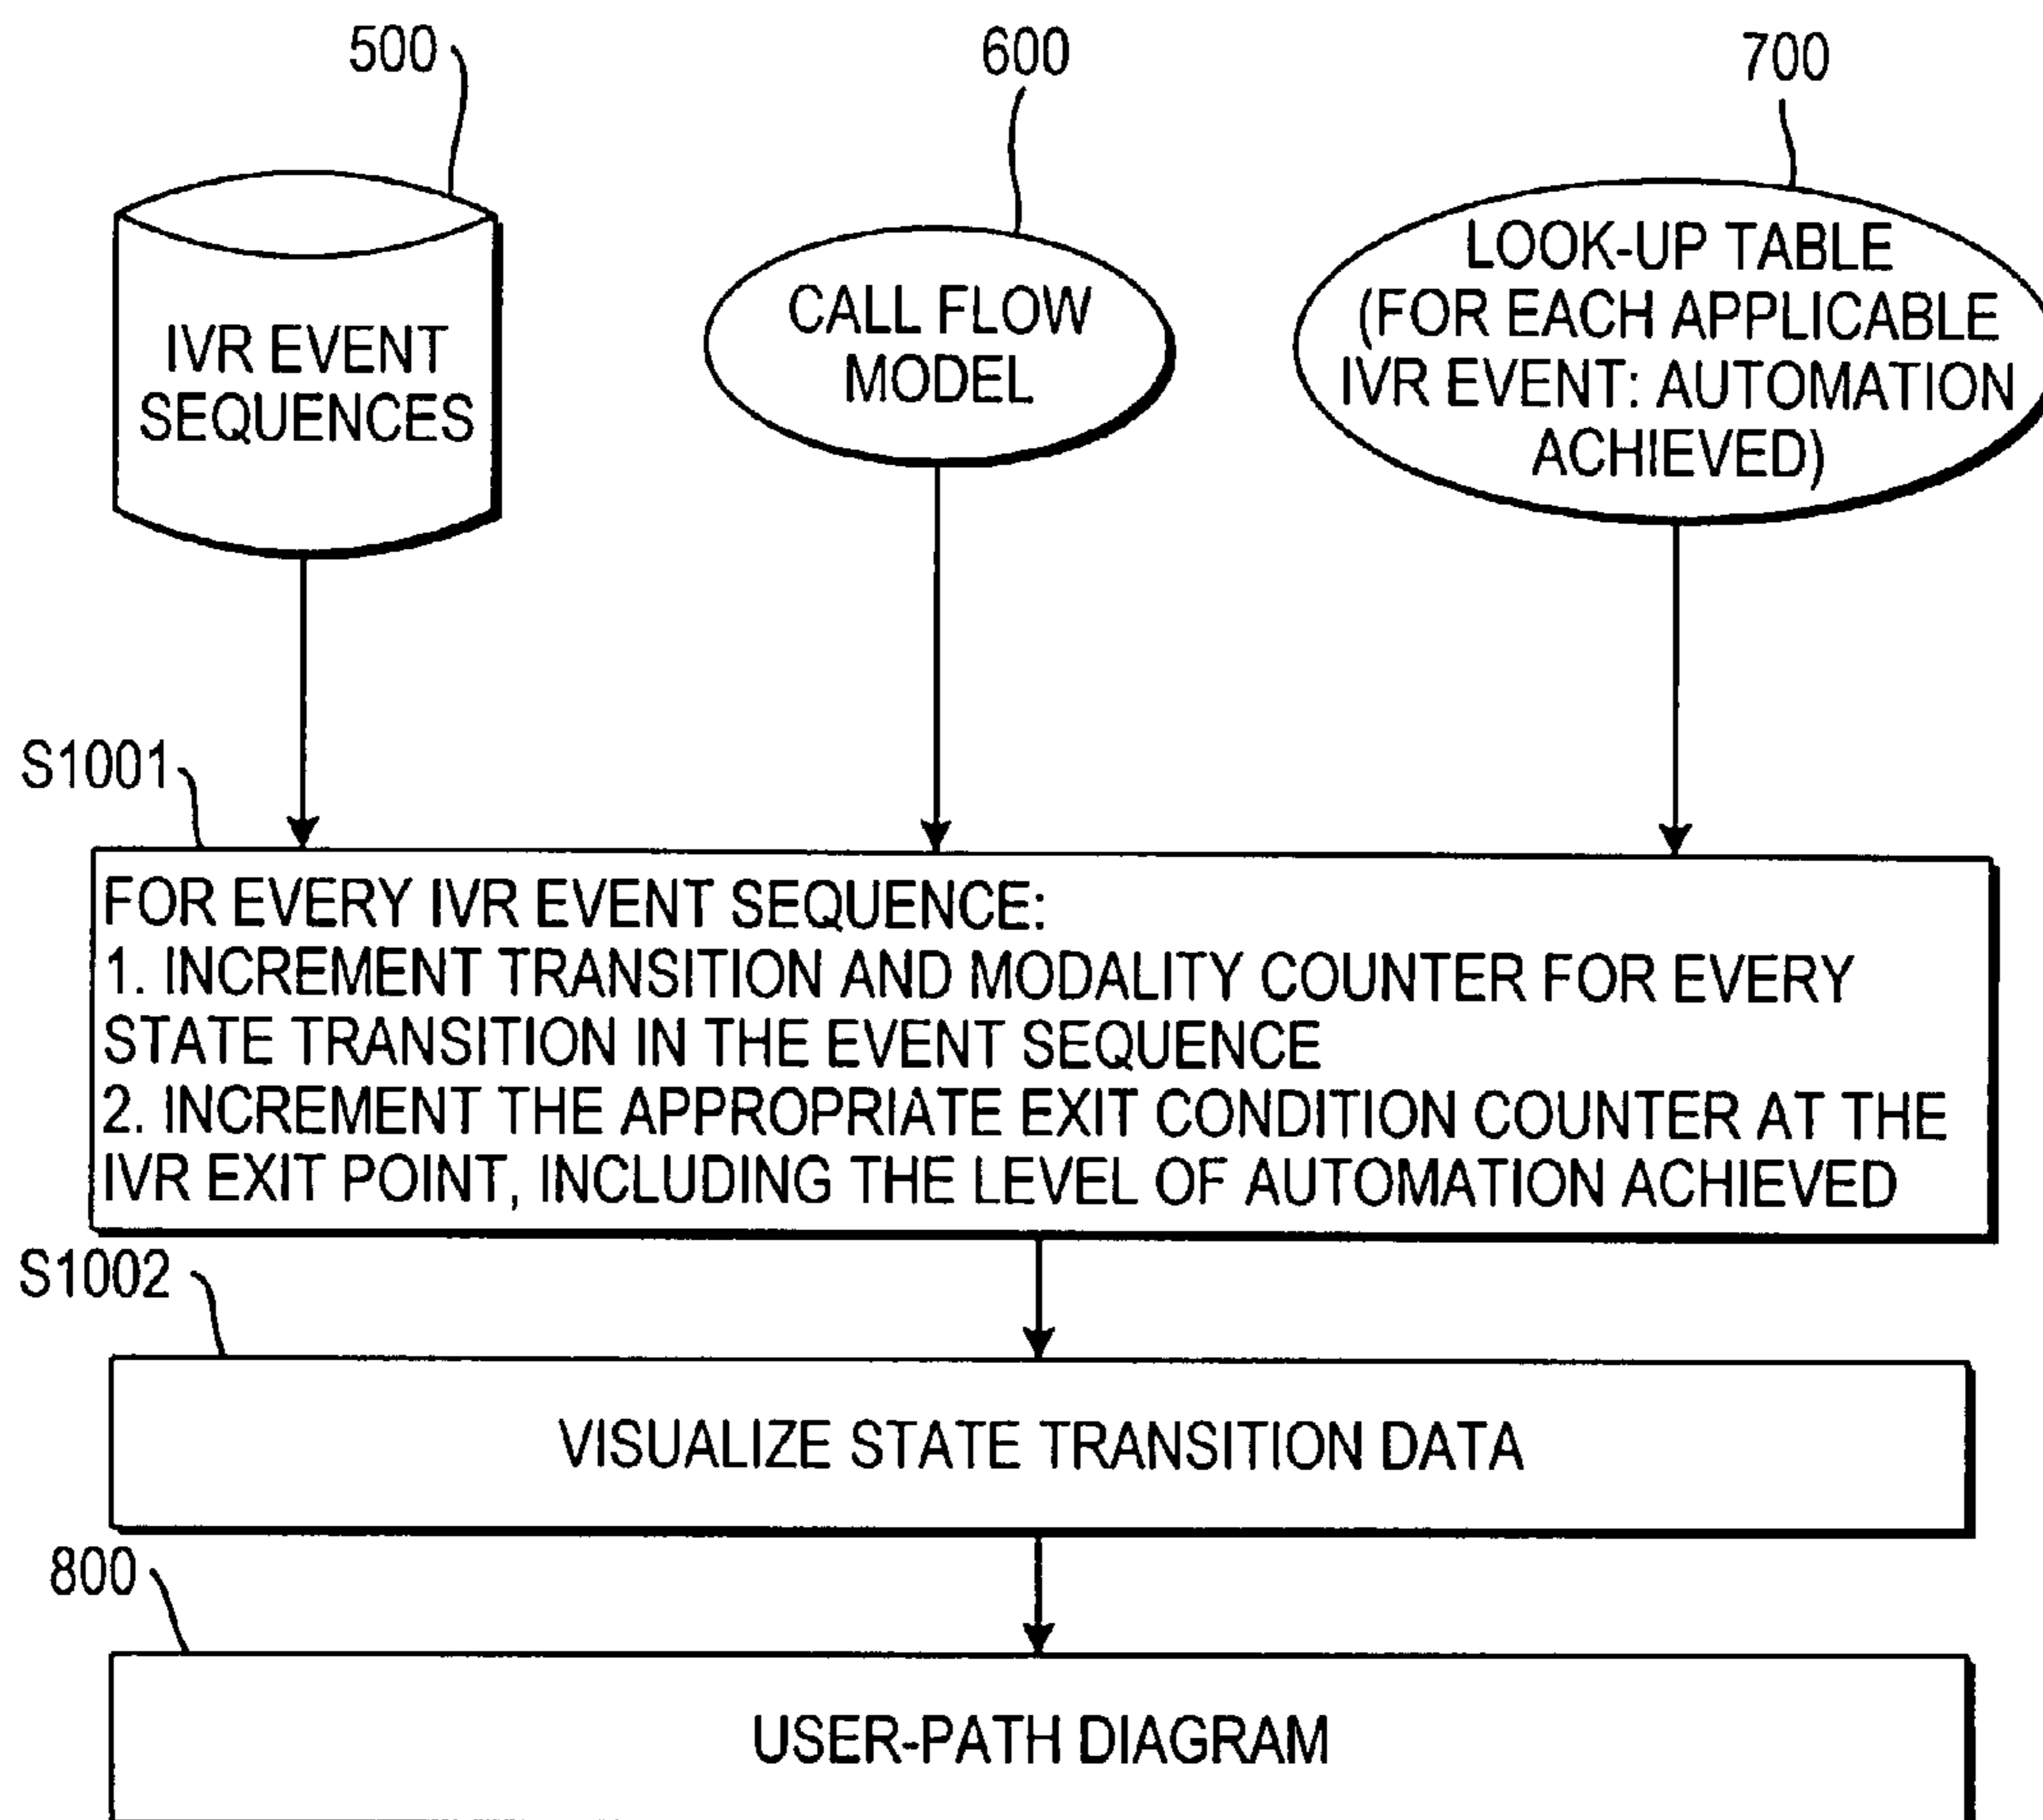 500
600
700
IVR EVENT
SEQUENCES
CALL FLOW
MODEL
LOOK-UP TABLE
(FOR EACH APPLICABLE
IVR EVENT: AUTOMATION
ACHIEVED)
S1001
FOR EVERY IVR EVENT SEQUENCE:
1. INCREMENT TRANSITION AND MODALITY COUNTER FOR EVERY
STATE TRANSITION IN THE EVENT SEQUENCE
2. INCREMENT THE APPROPRIATE EXIT CONDITION COUNTER AT THE
IVR EXIT POINT, INCLUDING THE LEVEL OF AUTOMATION ACHIEVED
S1002
VISUALIZE STATE TRANSITION DATA
800
USER-PATH DIAGRAM